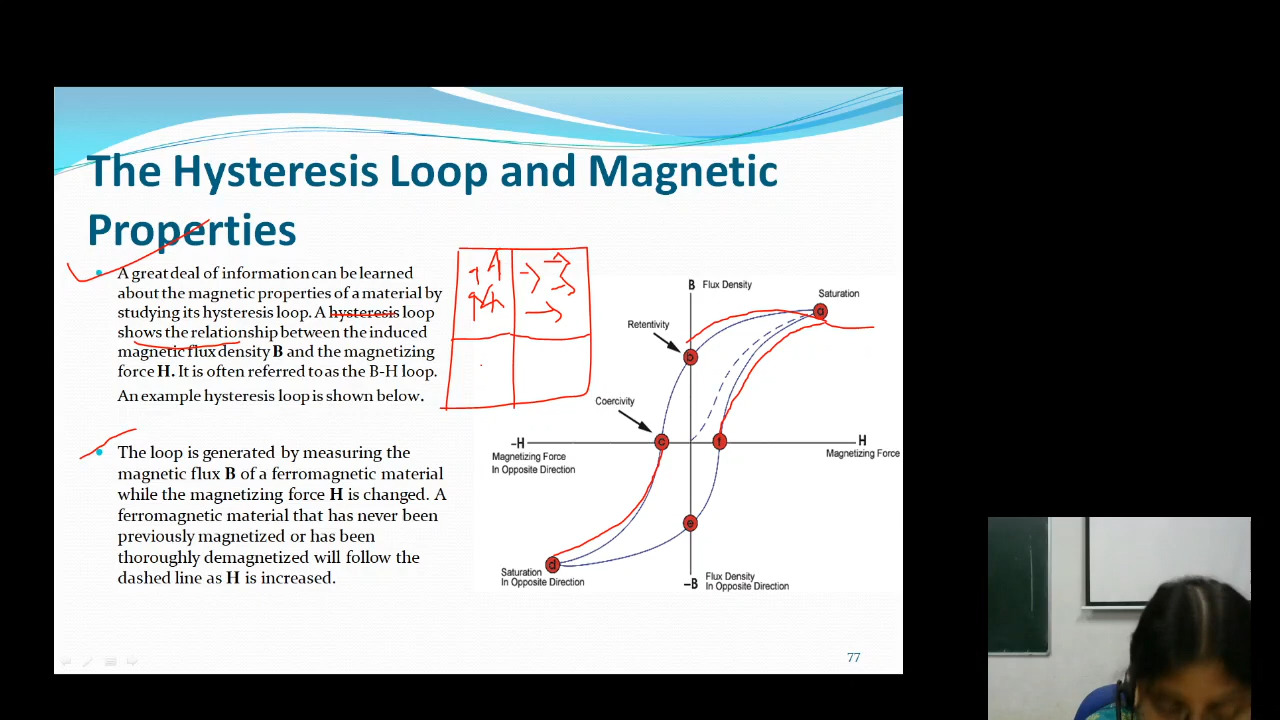 The Hysteresis Loop and Magnetic
Properties
A great deal of information can be learned
about the magnetic properties of a material by
studying its hysteresis loop. A hysteresis loop
shows the relationship between the induced
magnetic flux density B and the magnetizing
force H. It is often referred to as the B-H loop.
An example hysteresis loop is shown below.
The loop is generated by measuring the
magnetic flux B of a ferromagnetic material
while the magnetizing force H is changed. A
ferromagnetic material that has never been
previously magnetized or has been
thoroughly demagnetized will follow the
dashed line as H is increased.
B Flux Density
Saturation
a
Retentivity
b
Coercivity
–H
c
f
H
Magnetizing Force
In Opposite Direction
Magnetizing Force
e
d
Saturation
In Opposite Direction
–B
Flux Density
In Opposite Direction
77